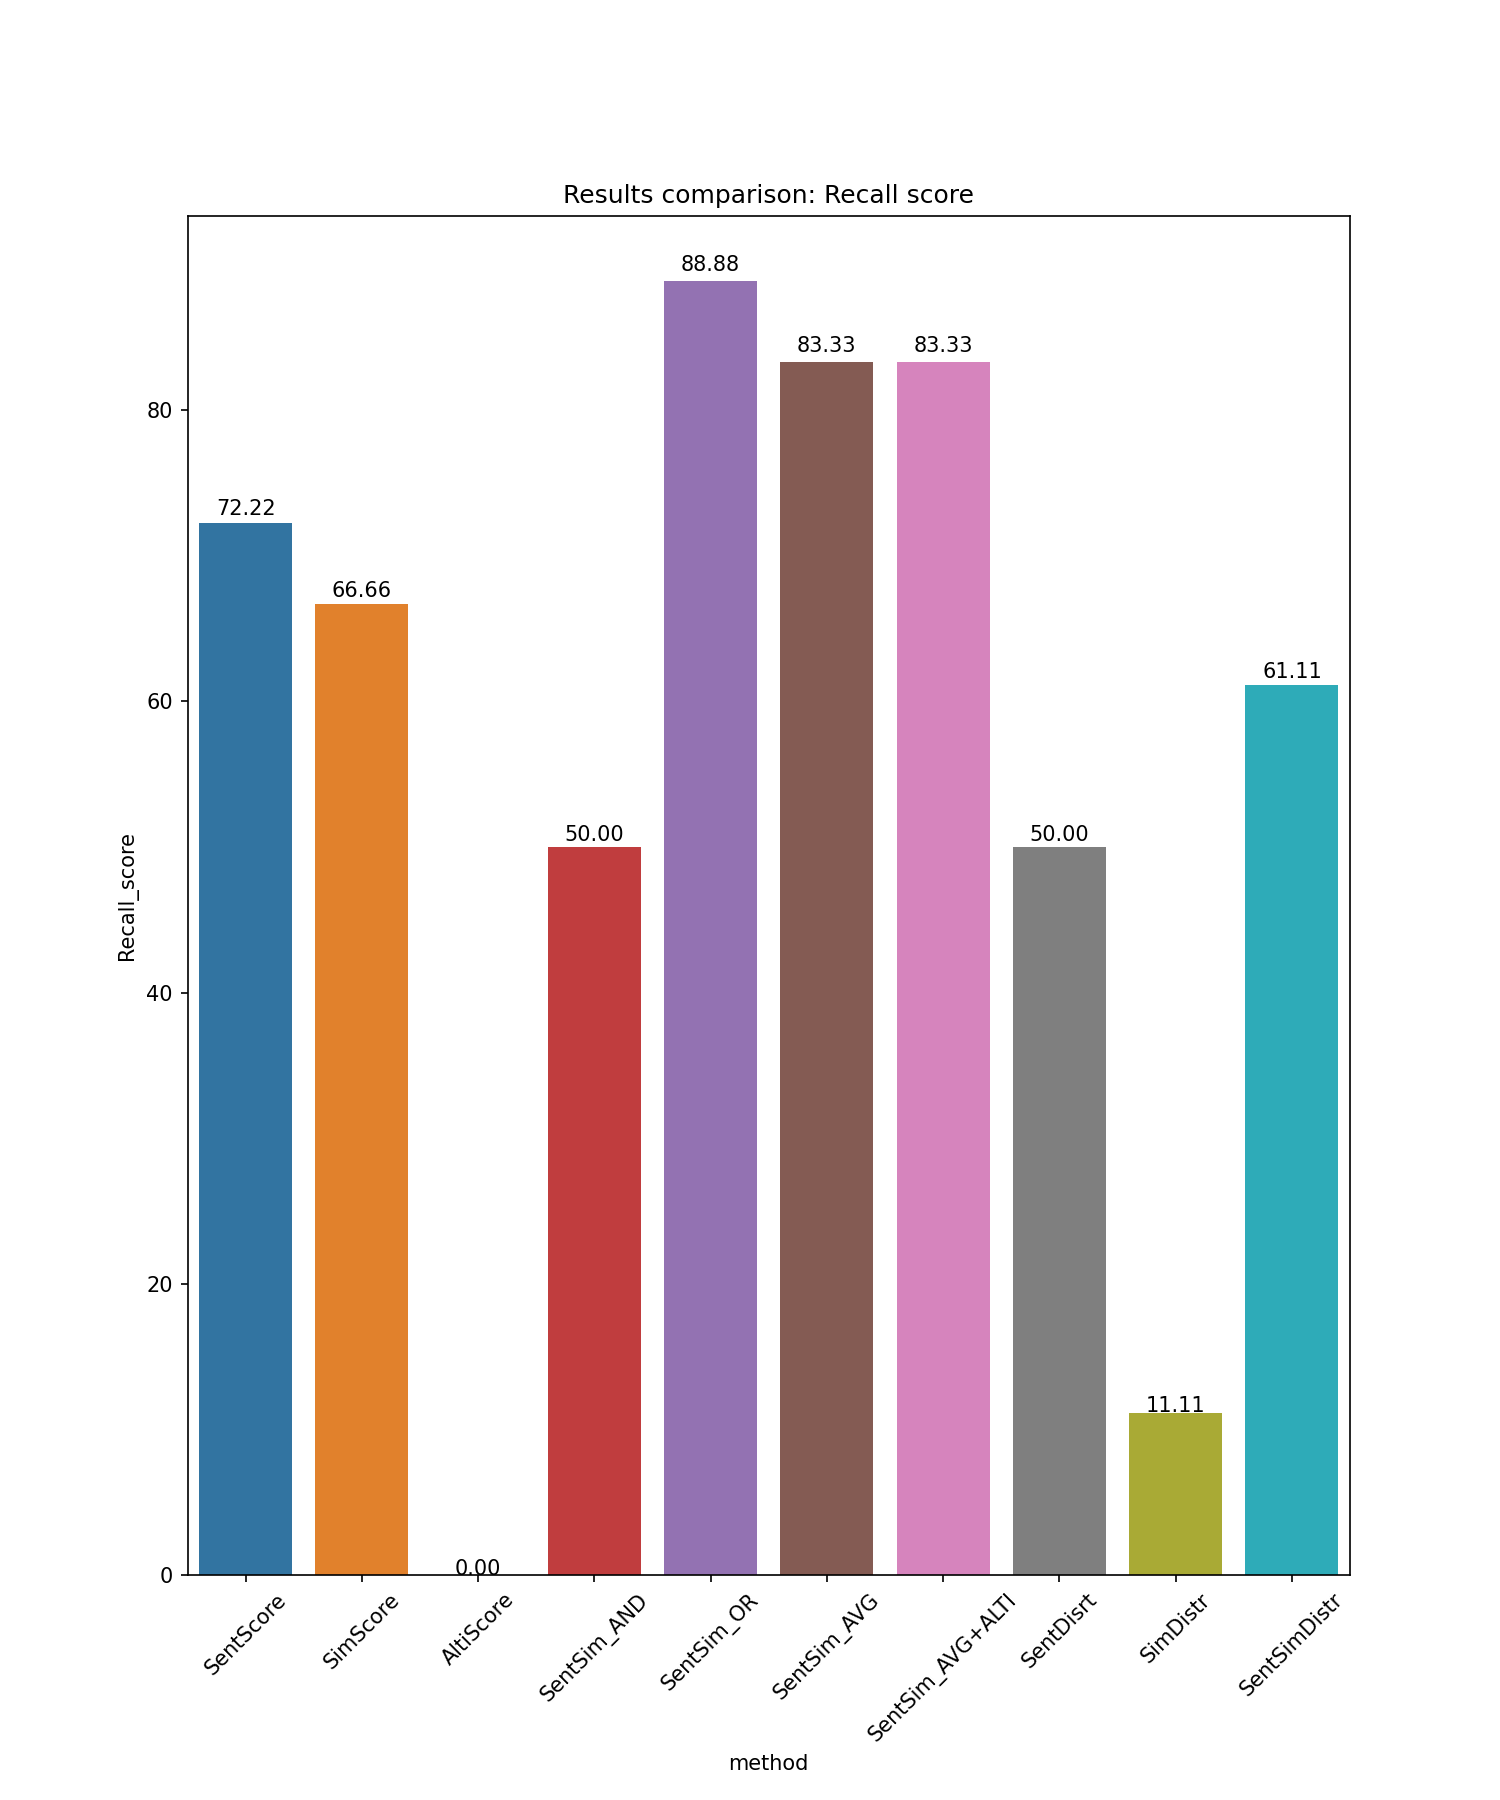 Results comparison: Recall score
88.88
83.33
83.33
80
72.22
66.66
61.11
60
50.00
50.00
Recall_score
40
20
11.11
0.00
0
SentScore
SimScore
AltiScore
SentSim_AND
SentSim_OR
SentSim_AVG
SentSim_AVG+ALTI
SentDisrt
SimDistr
SentSimDistr
method